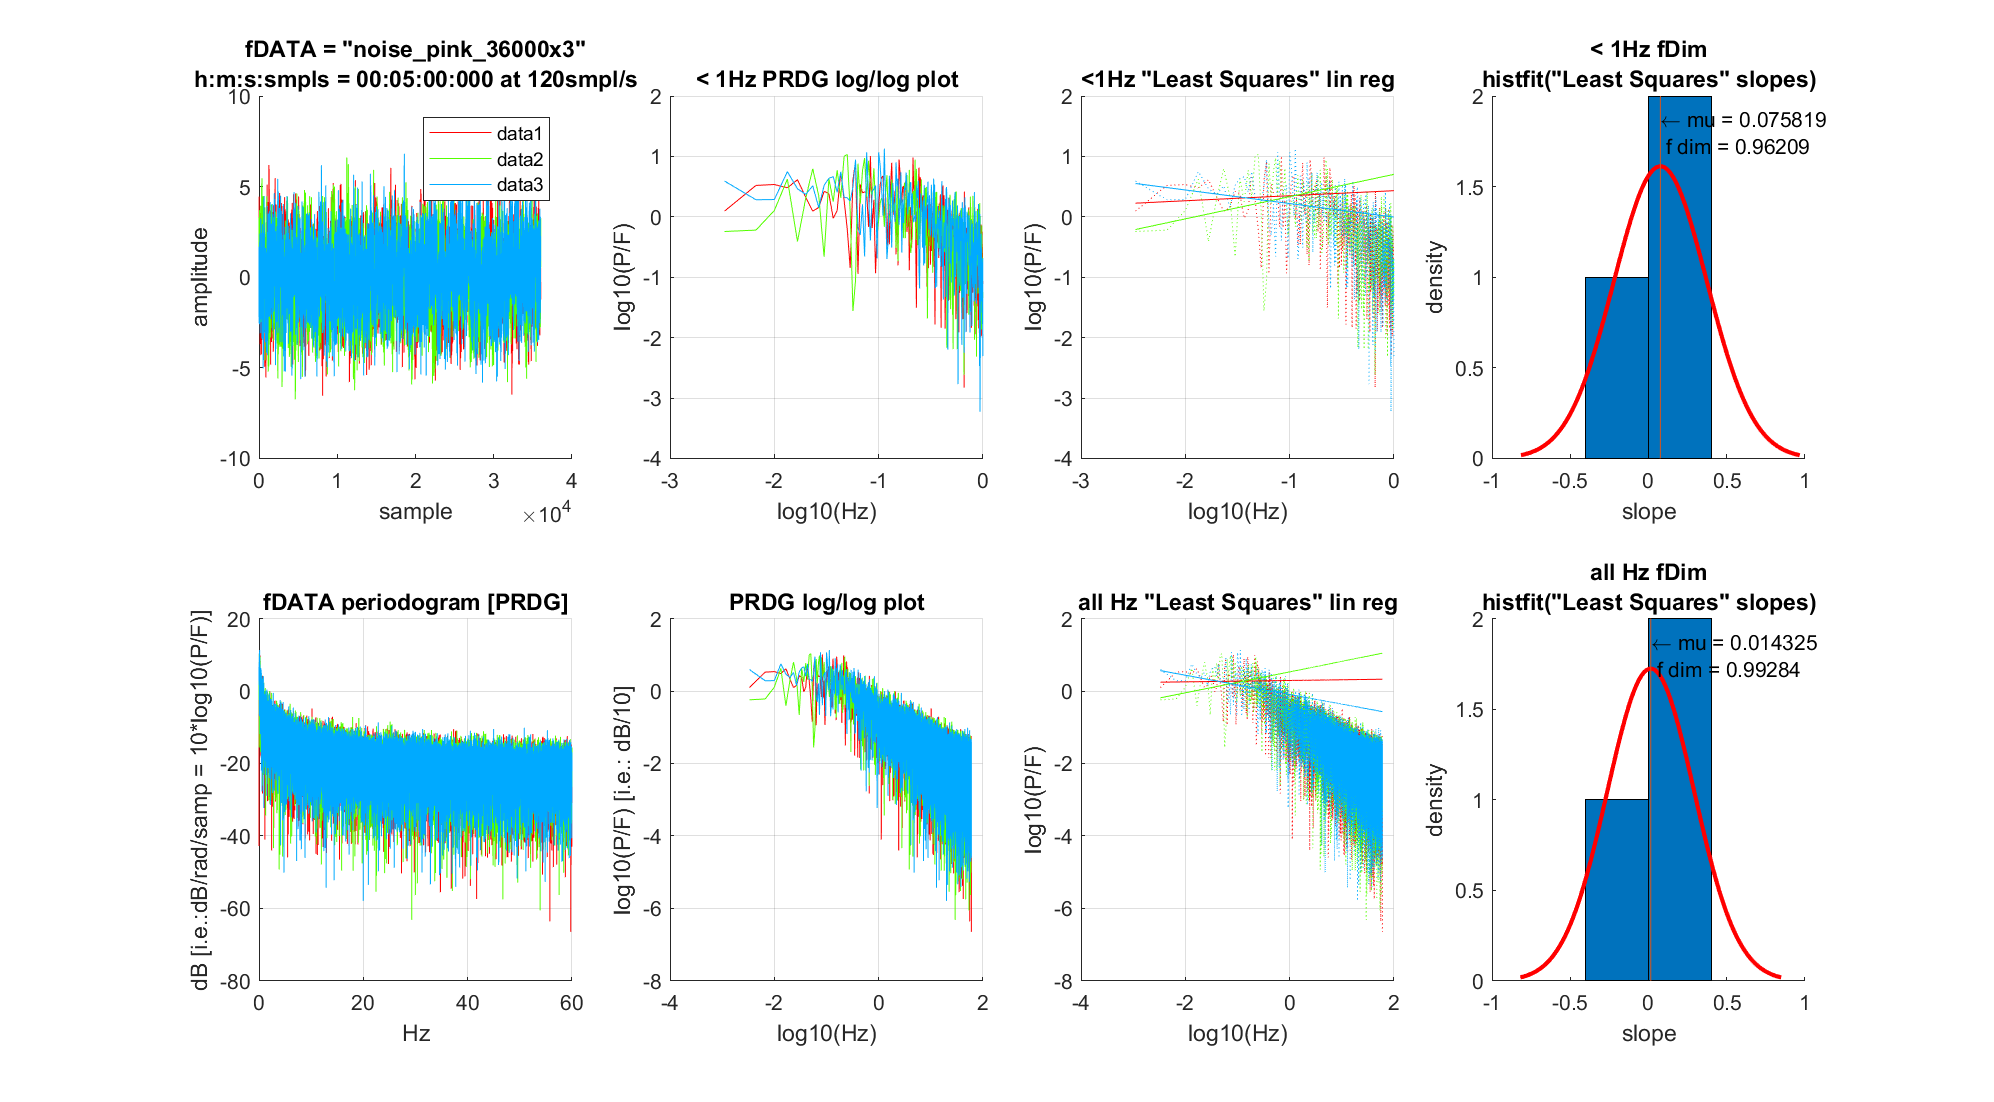 fDATA = "noise_pink_36000x3"
h:m:s:smpls = 00:05:00:000 at 120smpl/s
10
5
0
-5
-10
amplitude
0 1 2 3 4
sample
×10^4
data1
data2
data3
< 1Hz PRDG log/log plot
2
1
0
-1
-2
-3
-4
log10(P/F)
-3 -2 -1 0
log10(Hz)
<1Hz "Least Squares" lin reg
2
1
0
-1
-2
-3
-4
log10(P/F)
-3 -2 -1 0
log10(Hz)
< 1Hz fDim
histfit("Least Squares" slopes)
2
1.5
1
0.5
0
density
← mu = 0.075819
f dim = 0.96209
-1 -0.5 0 0.5 1
slope
fDATA periodogram [PRDG]
20
0
-20
-40
-60
-80
dB [i.e.:dB/rad/samp = 10*log10(P/F)]
0 20 40 60
Hz
PRDG log/log plot
2
0
-2
-4
-6
-8
log10(P/F) [i.e.: dB/10]
-4 -2 0 2
log10(Hz)
all Hz "Least Squares" lin reg
2
0
-2
-4
-6
-8
log10(P/F)
-4 -2 0 2
log10(Hz)
all Hz fDim
histfit("Least Squares" slopes)
2
1.5
1
0.5
0
density
← mu = 0.014325
f dim = 0.99284
-1 -0.5 0 0.5 1
slope